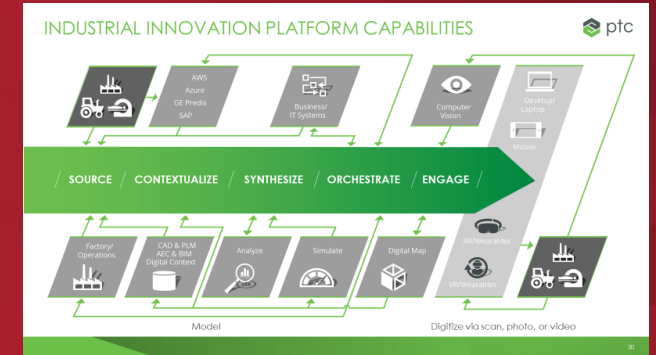 INDUSTRIAL INNOVATION PLATFORM CAPABILITIES
ptc
AWS
Azure
GE Predix
SAP
Business/
IT Systems
Computer
Vision
Desktop/
Laptop
Mobile
/ SOURCE / CONTEXTUALIZE / SYNTHESIZE / ORCHESTRATE / ENGAGE /
Factory/
Operations
CAD & PLM
AEC & BIM
Digital Context
Analyze
Simulate
Digital Map
AR/Wearables
VR/Wearables
Model
Digitize via scan, photo, or video
30